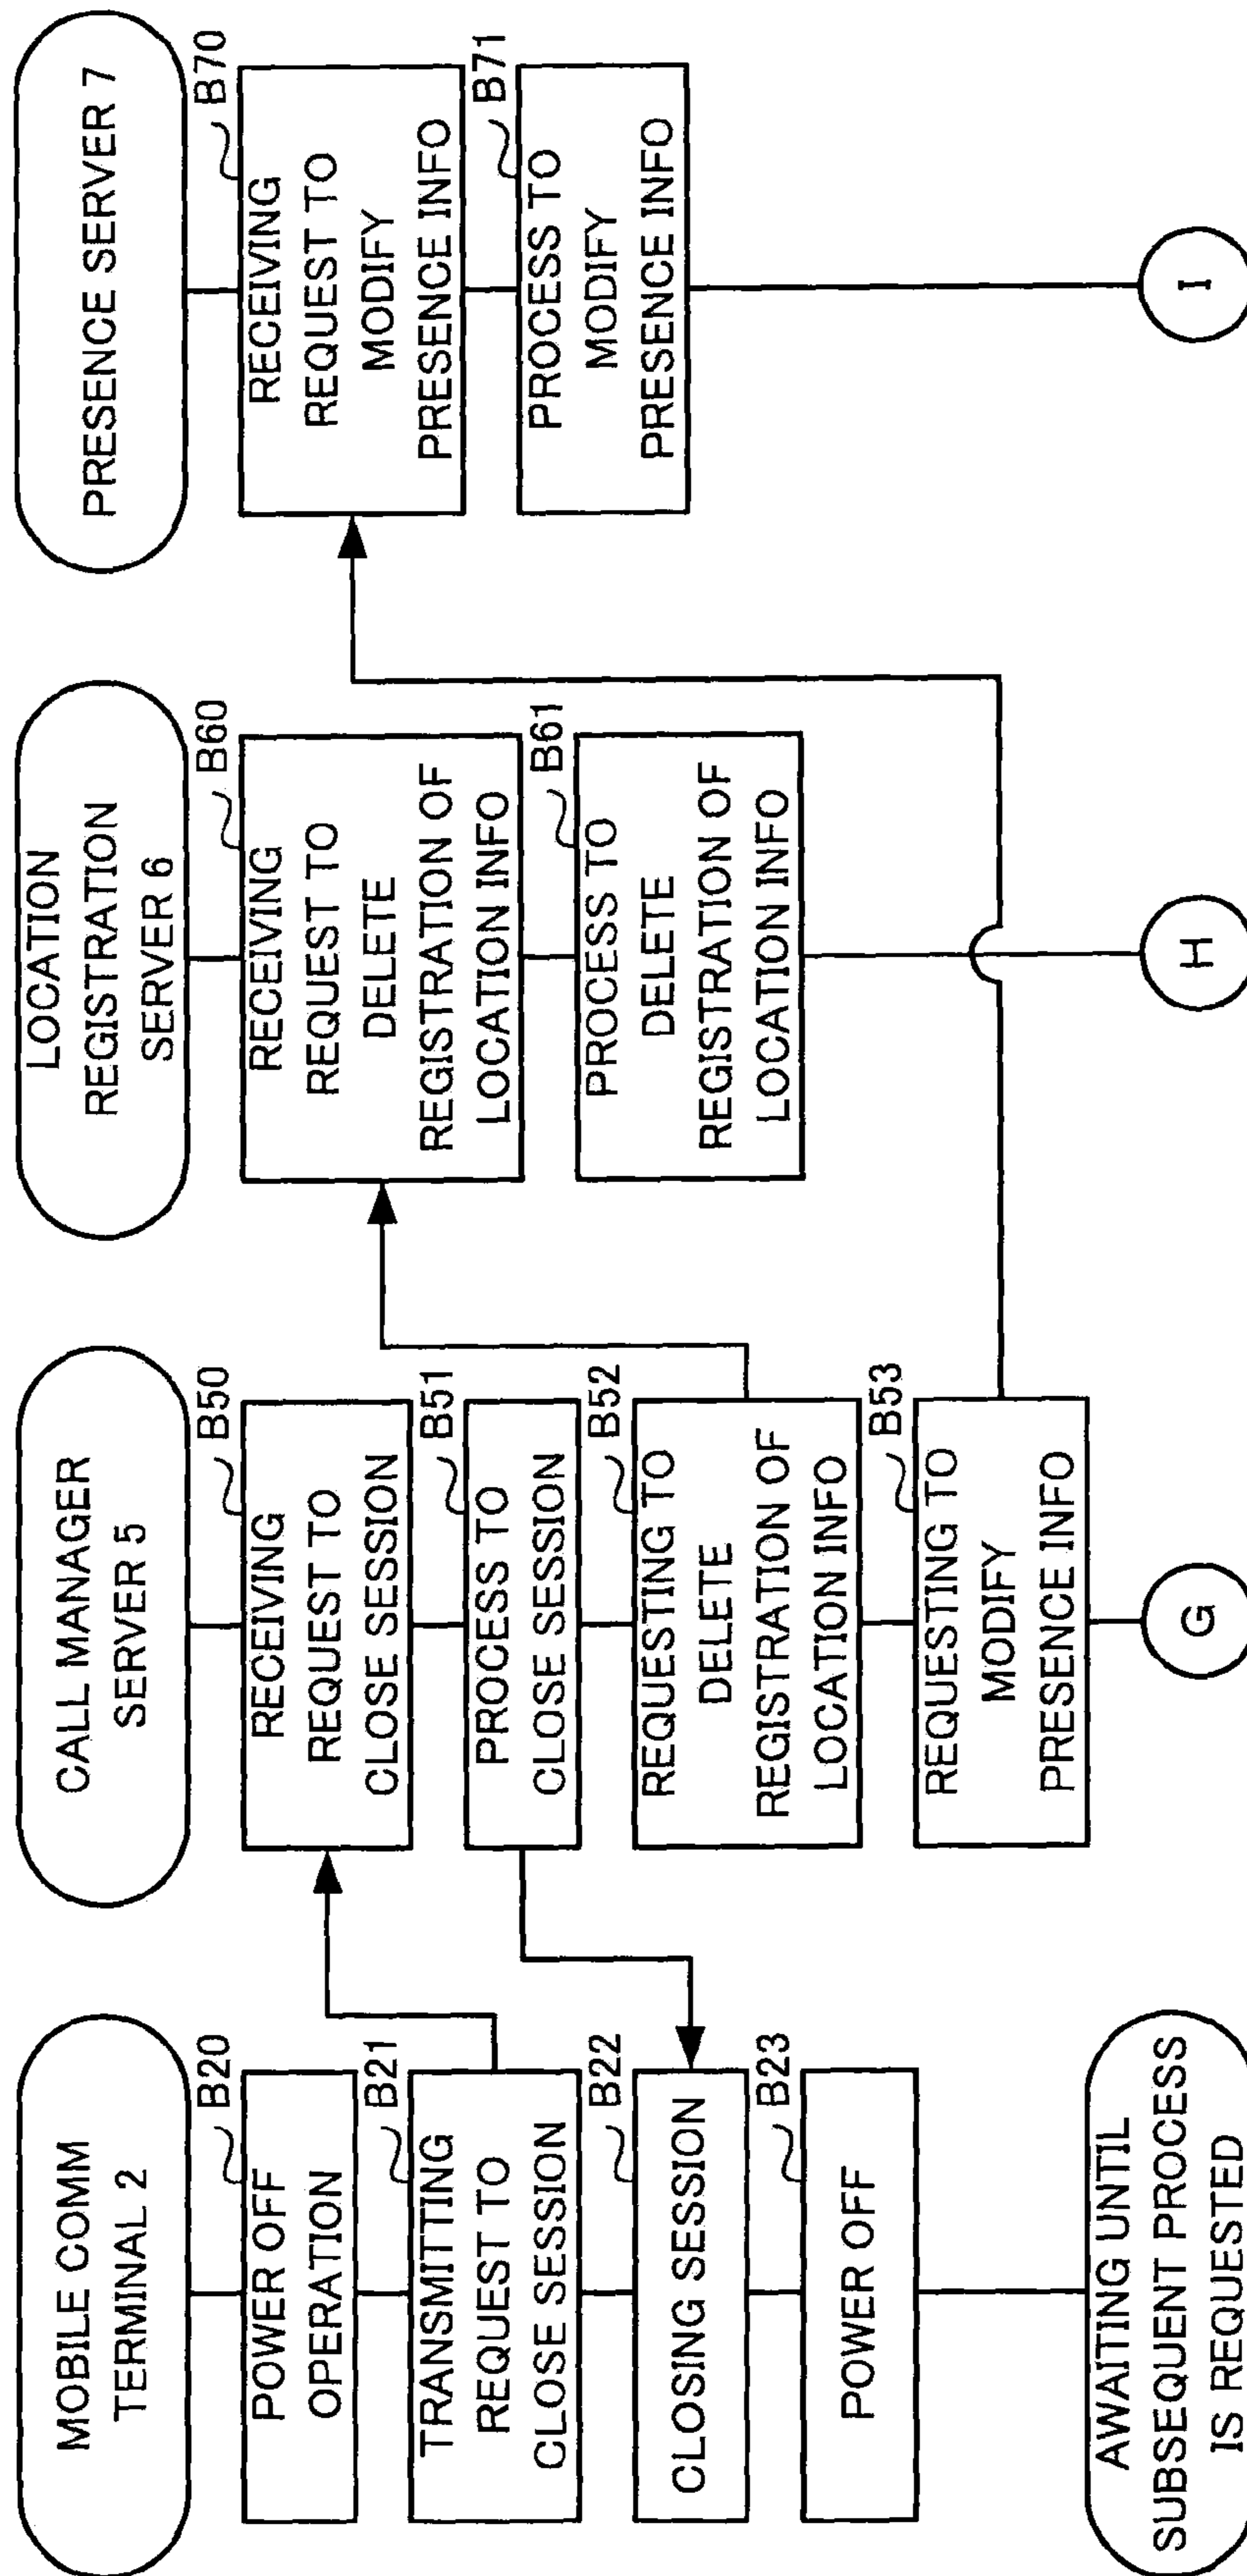 MOBILE COMM
TERMINAL 2
B20
POWER OFF
OPERATION
B21
TRANSMITTING
REQUEST TO
CLOSE SESSION
B22
CLOSING SESSION
B23
POWER OFF
AWAITING UNTIL
SUBSEQUENT PROCESS
IS REQUESTED
CALL MANAGER
SERVER 5
B50
RECEIVING
REQUEST TO
CLOSE SESSION
B51
PROCESS TO
CLOSE SESSION
B52
REQUESTING TO
DELETE
REGISTRATION OF
LOCATION INFO
B53
REQUESTING TO
MODIFY
PRESENCE INFO
G
LOCATION
REGISTRATION
SERVER 6
B60
RECEIVING
REQUEST TO
DELETE
REGISTRATION OF
LOCATION INFO
B61
PROCESS TO
DELETE
REGISTRATION OF
LOCATION INFO
H
PRESENCE SERVER 7
B70
RECEIVING
REQUEST TO
MODIFY
PRESENCE INFO
B71
PROCESS TO
MODIFY
PRESENCE INFO
I